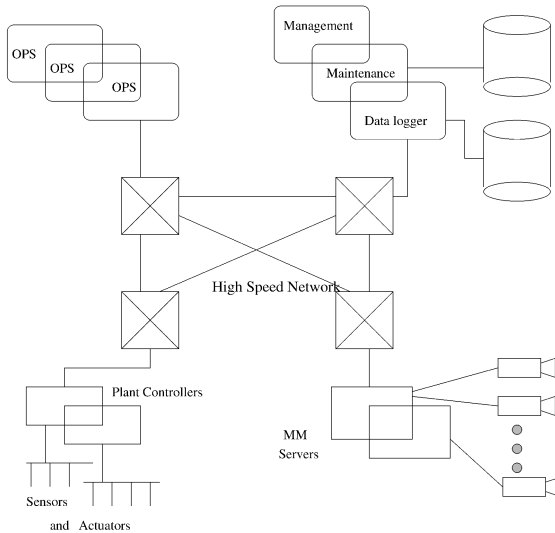 Management
OPS
OPS
OPS
Maintenance
Data logger
High Speed Network
Plant Controllers
MM
Servers
Sensors
and Actuators